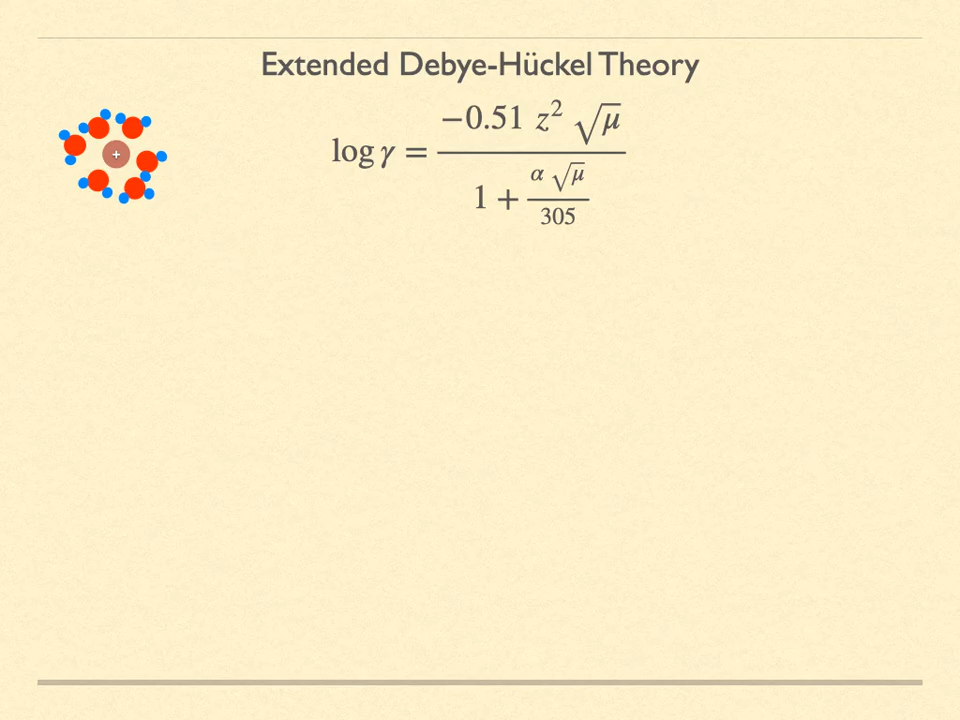 Extended Debye-Hückel Theory
+
log γ = −0.51 z² √μ / 1 + α √μ / 305